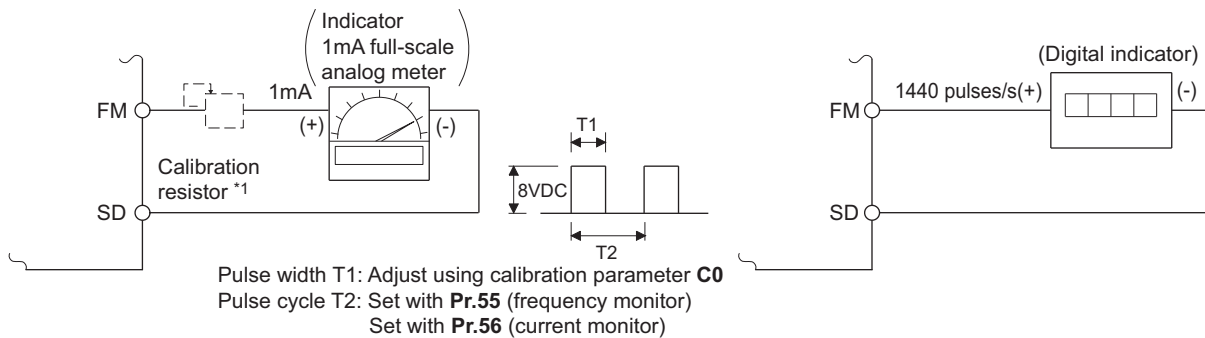 Indicator
1mA full-scale
analog meter
1mA
FM
(+)
(-)
Calibration
resistor *1
SD
T1
8VDC
T2
Pulse width T1: Adjust using calibration parameter C0
Pulse cycle T2: Set with Pr.55 (frequency monitor)
Set with Pr.56 (current monitor)
(Digital indicator)
1440 pulses/s(+)
(-)
FM
SD